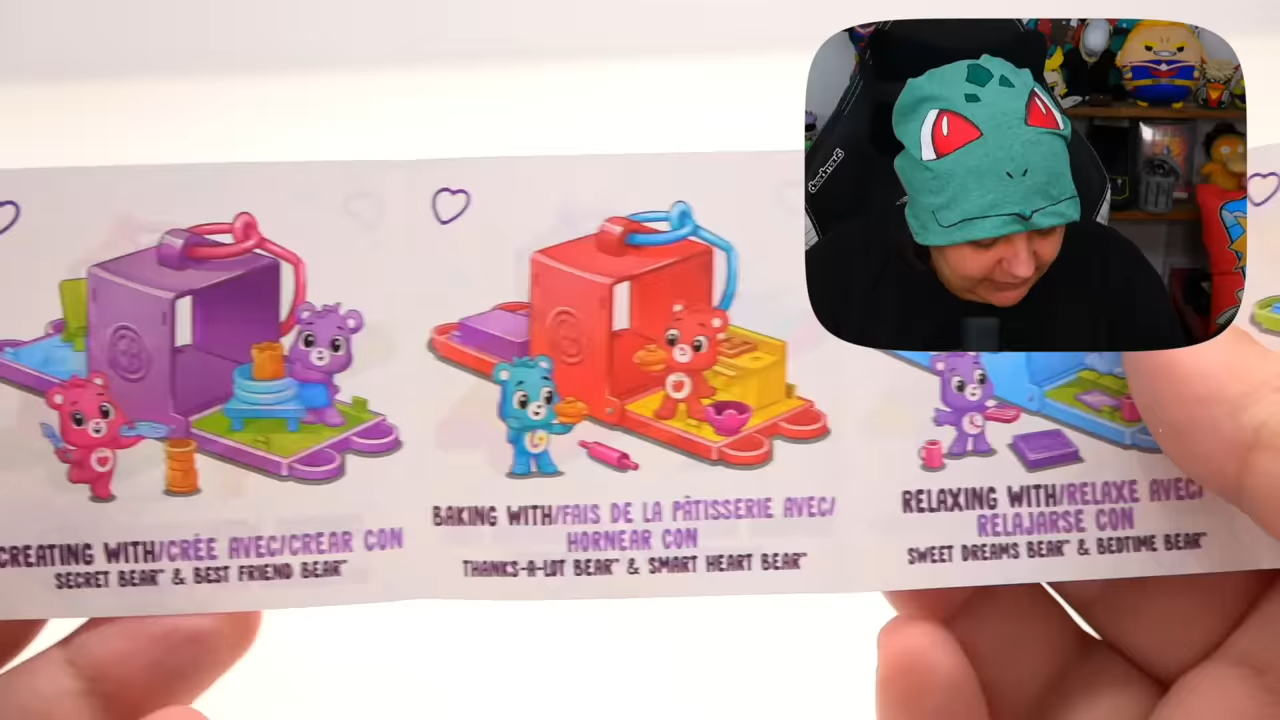 CREATING WITH/CRÉE AVEC/CREAR CON
SECRET BEAR™ & BEST FRIEND BEAR™
BAKING WITH/FAIS DE LA PÂTISSERIE AVEC/
HORNEAR CON
THANKS-A-LOT BEAR™ & SMART HEART BEAR™
RELAXING WITH/RELAXE AVEC/
RELAJARSE CON
SWEET DREAMS BEAR™ & BEDTIME BEAR™